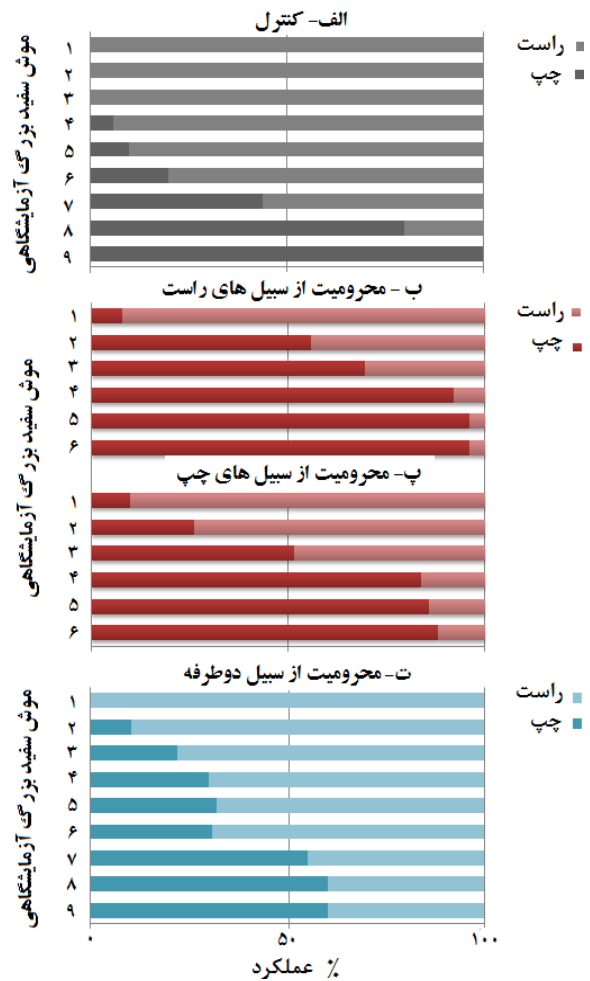 الف- کنترل
راست
چپ
موش سفید بزرگ آزمایشگاهی
۱
۲
۳
۴
۵
۶
۷
۸
۹
ب - محرومیت از سبیل های راست
راست
چپ
موش سفید بزرگ آزمایشگاهی
۱
۲
۳
۴
۵
۶
پ- محرومیت از سبیل های چپ
۱
۲
۳
۴
۵
۶
ت- محرومیت از سبیل دوطرفه
راست
چپ
موش سفید بزرگ آزمایشگاهی
۱
۲
۳
۴
۵
۶
۷
۸
۹
۰ ۵۰ ۱۰۰
% عملکرد